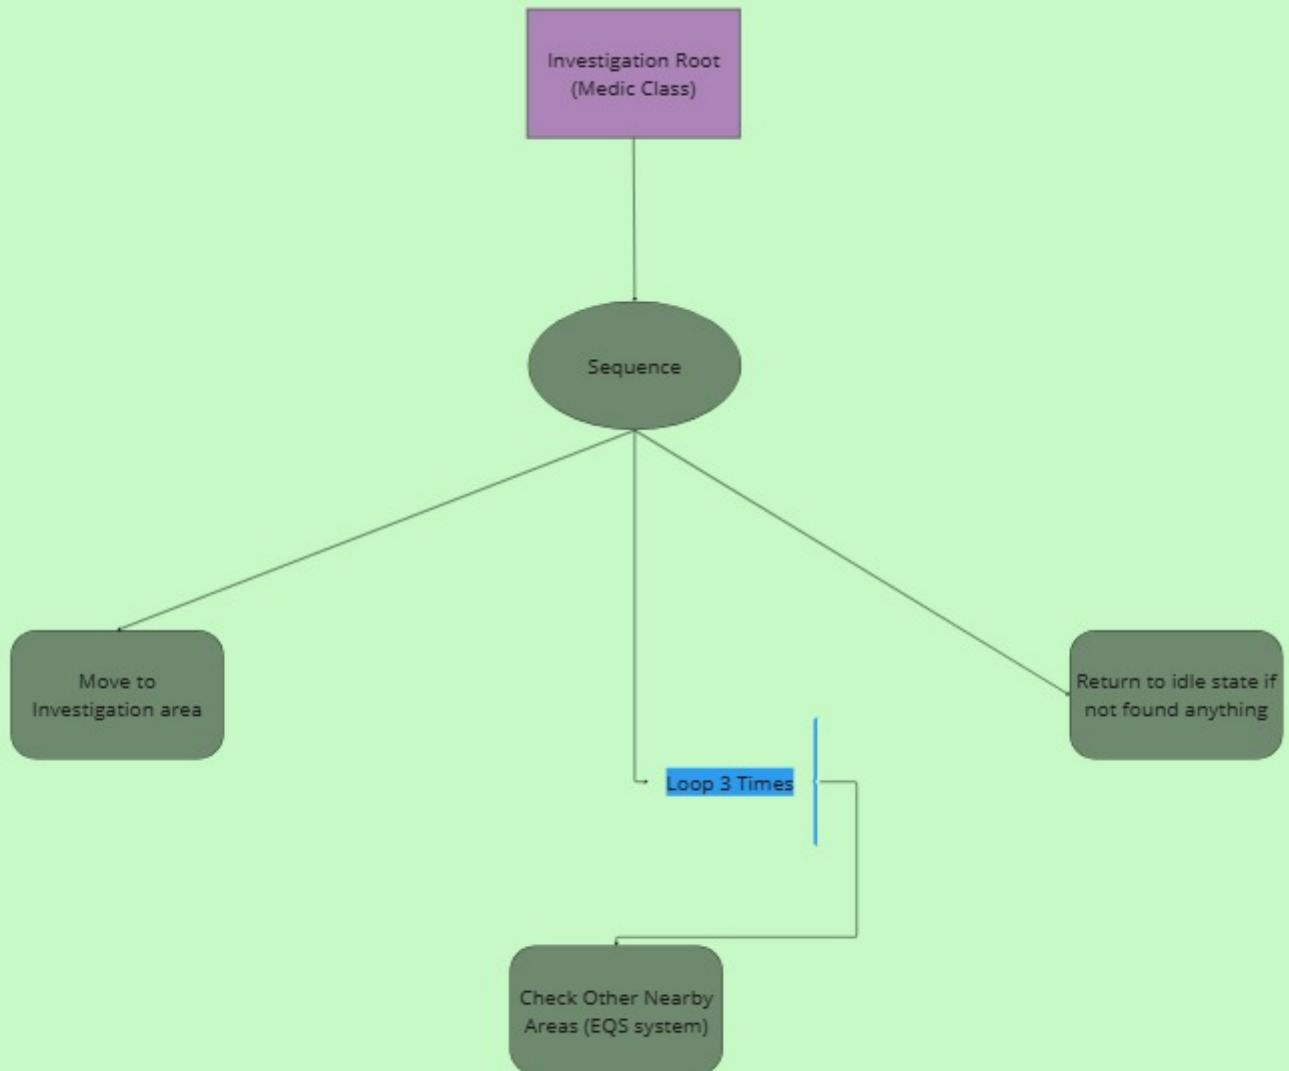 Investigation Root
(Medic Class)
Sequence
Move to
Investigation area
Return to idle state if
not found anything
Loop 3 Times
Check Other Nearby
Areas (EQS system)